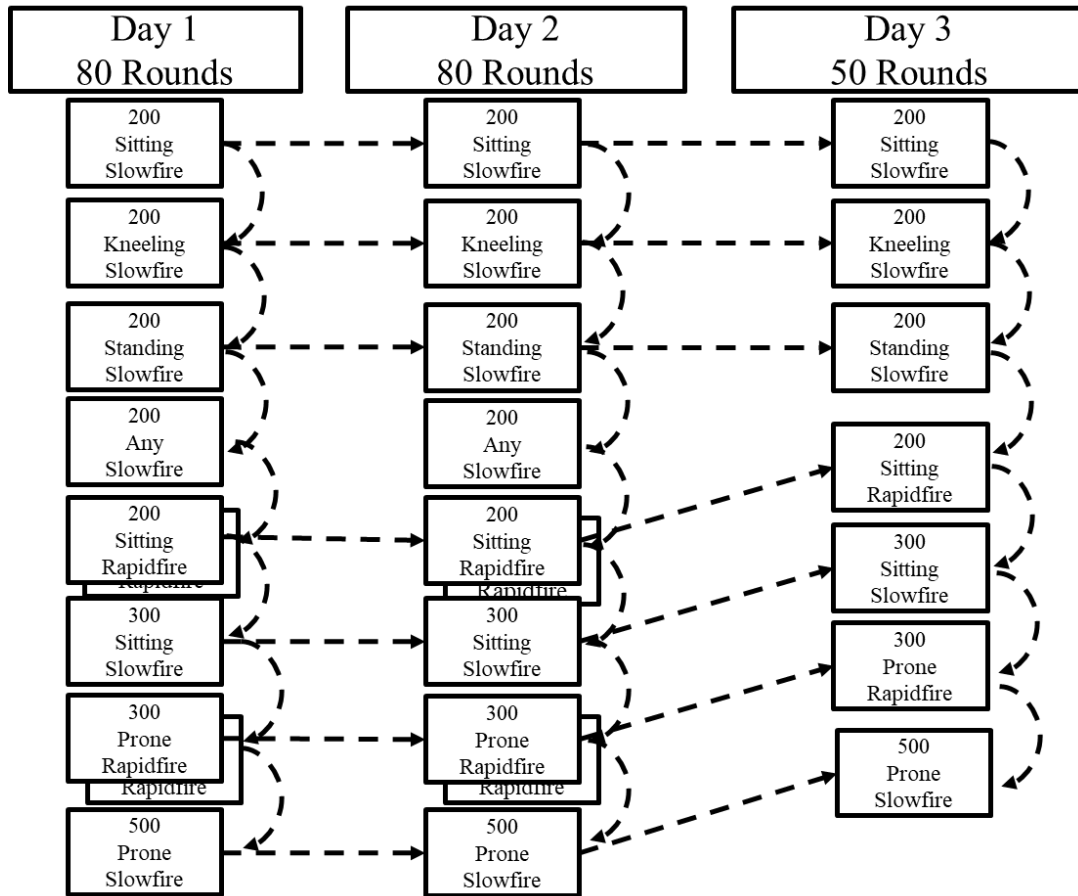 Day 1
80 Rounds
200
Sitting
Slowfire
200
Kneeling
Slowfire
200
Standing
Slowfire
200
Any
Slowfire
200
Sitting
Rapidfire
Rapidfire
300
Sitting
Slowfire
300
Prone
Rapidfire
Rapidfire
500
Prone
Slowfire
Day 2
80 Rounds
200
Sitting
Slowfire
200
Kneeling
Slowfire
200
Standing
Slowfire
200
Any
Slowfire
200
Sitting
Rapidfire
Rapidfire
300
Sitting
Slowfire
300
Prone
Rapidfire
Rapidfire
500
Prone
Slowfire
Day 3
50 Rounds
200
Sitting
Slowfire
200
Kneeling
Slowfire
200
Standing
Slowfire
200
Sitting
Rapidfire
300
Sitting
Slowfire
300
Prone
Rapidfire
500
Prone
Slowfire